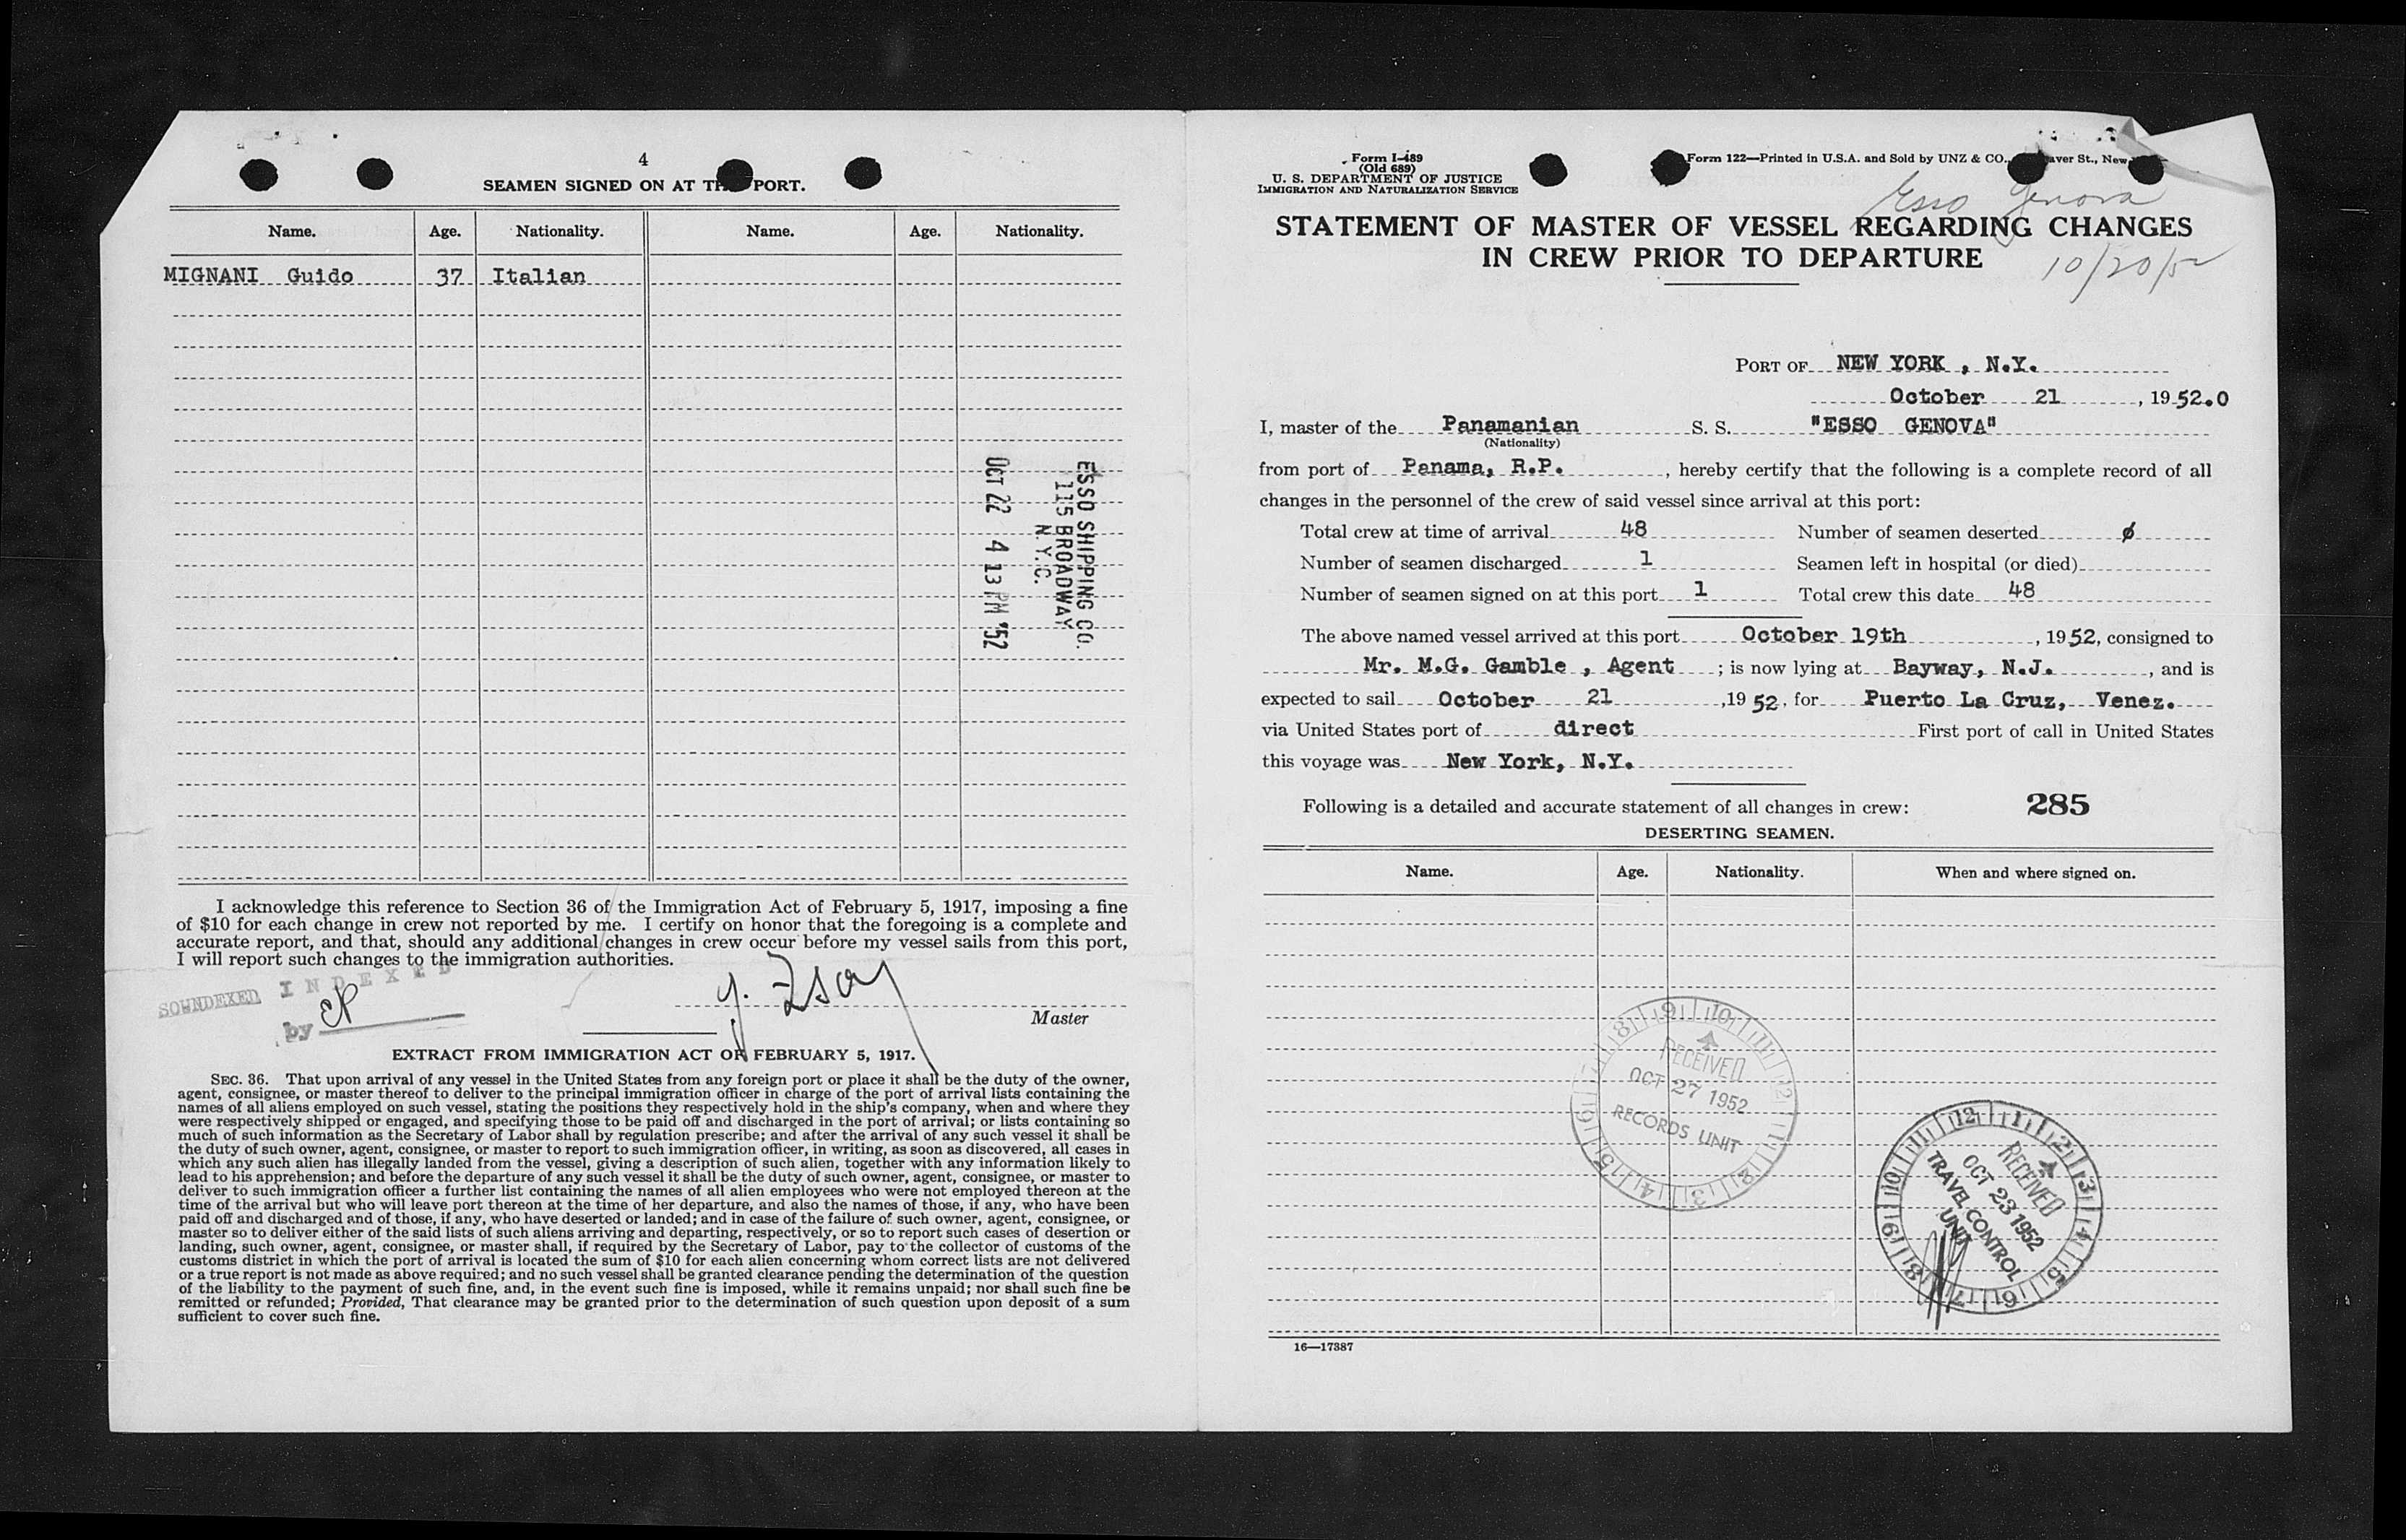 4
SEAMEN SIGNED ON AT TH PORT.
Name. Age. Nationality. Name. Age. Nationality.
MIGNANI Guido 37 Italian
ESSO SHIPPING CO.
115 BROADWAY
N.Y.C.
OCT 22 4 13 PM '52
I acknowledge this reference to Section 36 of the Immigration Act of February 5, 1917, imposing a fine
of $10 for each change in crew not reported by me. I certify on honor that the foregoing is a complete and
accurate report, and that, should any additional changes in crew occur before my vessel sails from this port,
I will report such changes to the immigration authorities.
SOUNDEXED
INDEXED
by
Master
EXTRACT FROM IMMIGRATION ACT OF FEBRUARY 5, 1917.
SEC. 36. That upon arrival of any vessel in the United States from any foreign port or place it shall be the duty of the owner,
agent, consignee, or master thereof to deliver to the principal immigration officer in charge of the port of arrival lists containing the
names of all aliens employed on such vessel, stating the positions they respectively hold in the ship's company, when and where they
were respectively shipped or engaged, and specifying those to be paid off and discharged in the port of arrival; or lists containing so
much of such information as the Secretary of Labor shall by regulation prescribe; and after the arrival of any such vessel it shall be
the duty of such owner, agent, consignee, or master to report to such immigration officer, in writing, as soon as discovered, all cases in
which any such alien has illegally landed from the vessel, giving a description of such alien, together with any information likely to
lead to his apprehension; and before the departure of any such vessel it shall be the duty of such owner, agent, consignee, or master to
deliver to such immigration officer a further list containing the names of all alien employees who were not employed thereon at the
time of the arrival but who will leave port thereon at the time of her departure, and also the names of those, if any, who have been
paid off and discharged and of those, if any, who have deserted or landed; and in case of the failure of such owner, agent, consignee, or
master so to deliver either of the said lists of such aliens arriving and departing, respectively, or so to report such cases of desertion or
landing, such owner, agent, consignee, or master shall, if required by the Secretary of Labor, pay to the collector of customs of the
customs district in which the port of arrival is located the sum of $10 for each alien concerning whom correct lists are not delivered
or a true report is not made as above required; and no such vessel shall be granted clearance pending the determination of the question
of the liability to the payment of such fine, and, in the event such fine is imposed, while it remains unpaid; nor shall such fine be
remitted or refunded; Provided, That clearance may be granted prior to the determination of such question upon deposit of a sum
sufficient to cover such fine.
Form I-489
(Old 689)
U. S. DEPARTMENT OF JUSTICE
IMMIGRATION AND NATURALIZATION SERVICE
Form 122—Printed in U.S.A. and Sold by UNZ & CO., aver St., New
Esso Genova
STATEMENT OF MASTER OF VESSEL REGARDING CHANGES
IN CREW PRIOR TO DEPARTURE
10/20/52
PORT OF NEW YORK , N.Y.
October 21 , 19 52.0
I, master of the Panamanian S. S. "ESSO GENOVA"
(Nationality)
from port of Panama, R.P. , hereby certify that the following is a complete record of all
changes in the personnel of the crew of said vessel since arrival at this port:
Total crew at time of arrival 48 Number of seamen deserted ø
Number of seamen discharged 1 Seamen left in hospital (or died)
Number of seamen signed on at this port 1 Total crew this date 48
The above named vessel arrived at this port October 19th , 19 52, consigned to
Mr. M.G. Gamble , Agent ; is now lying at Bayway, N.J. , and is
expected to sail October 21 ,19 52, for Puerto La Cruz, Venez.
via United States port of direct First port of call in United States
this voyage was New York, N.Y.
Following is a detailed and accurate statement of all changes in crew: 285
DESERTING SEAMEN.
Name. Age. Nationality. When and where signed on.
RECEIVED
OCT 27 1952
RECORDS UNIT
9 10 11 12 1 2 3 4 5 6 7 8
RECEIVED
OCT 23 1952
TRAVEL CONTROL
UNIT
12 1 2 3 4 5 6 7 8 9 10 11
16—17387